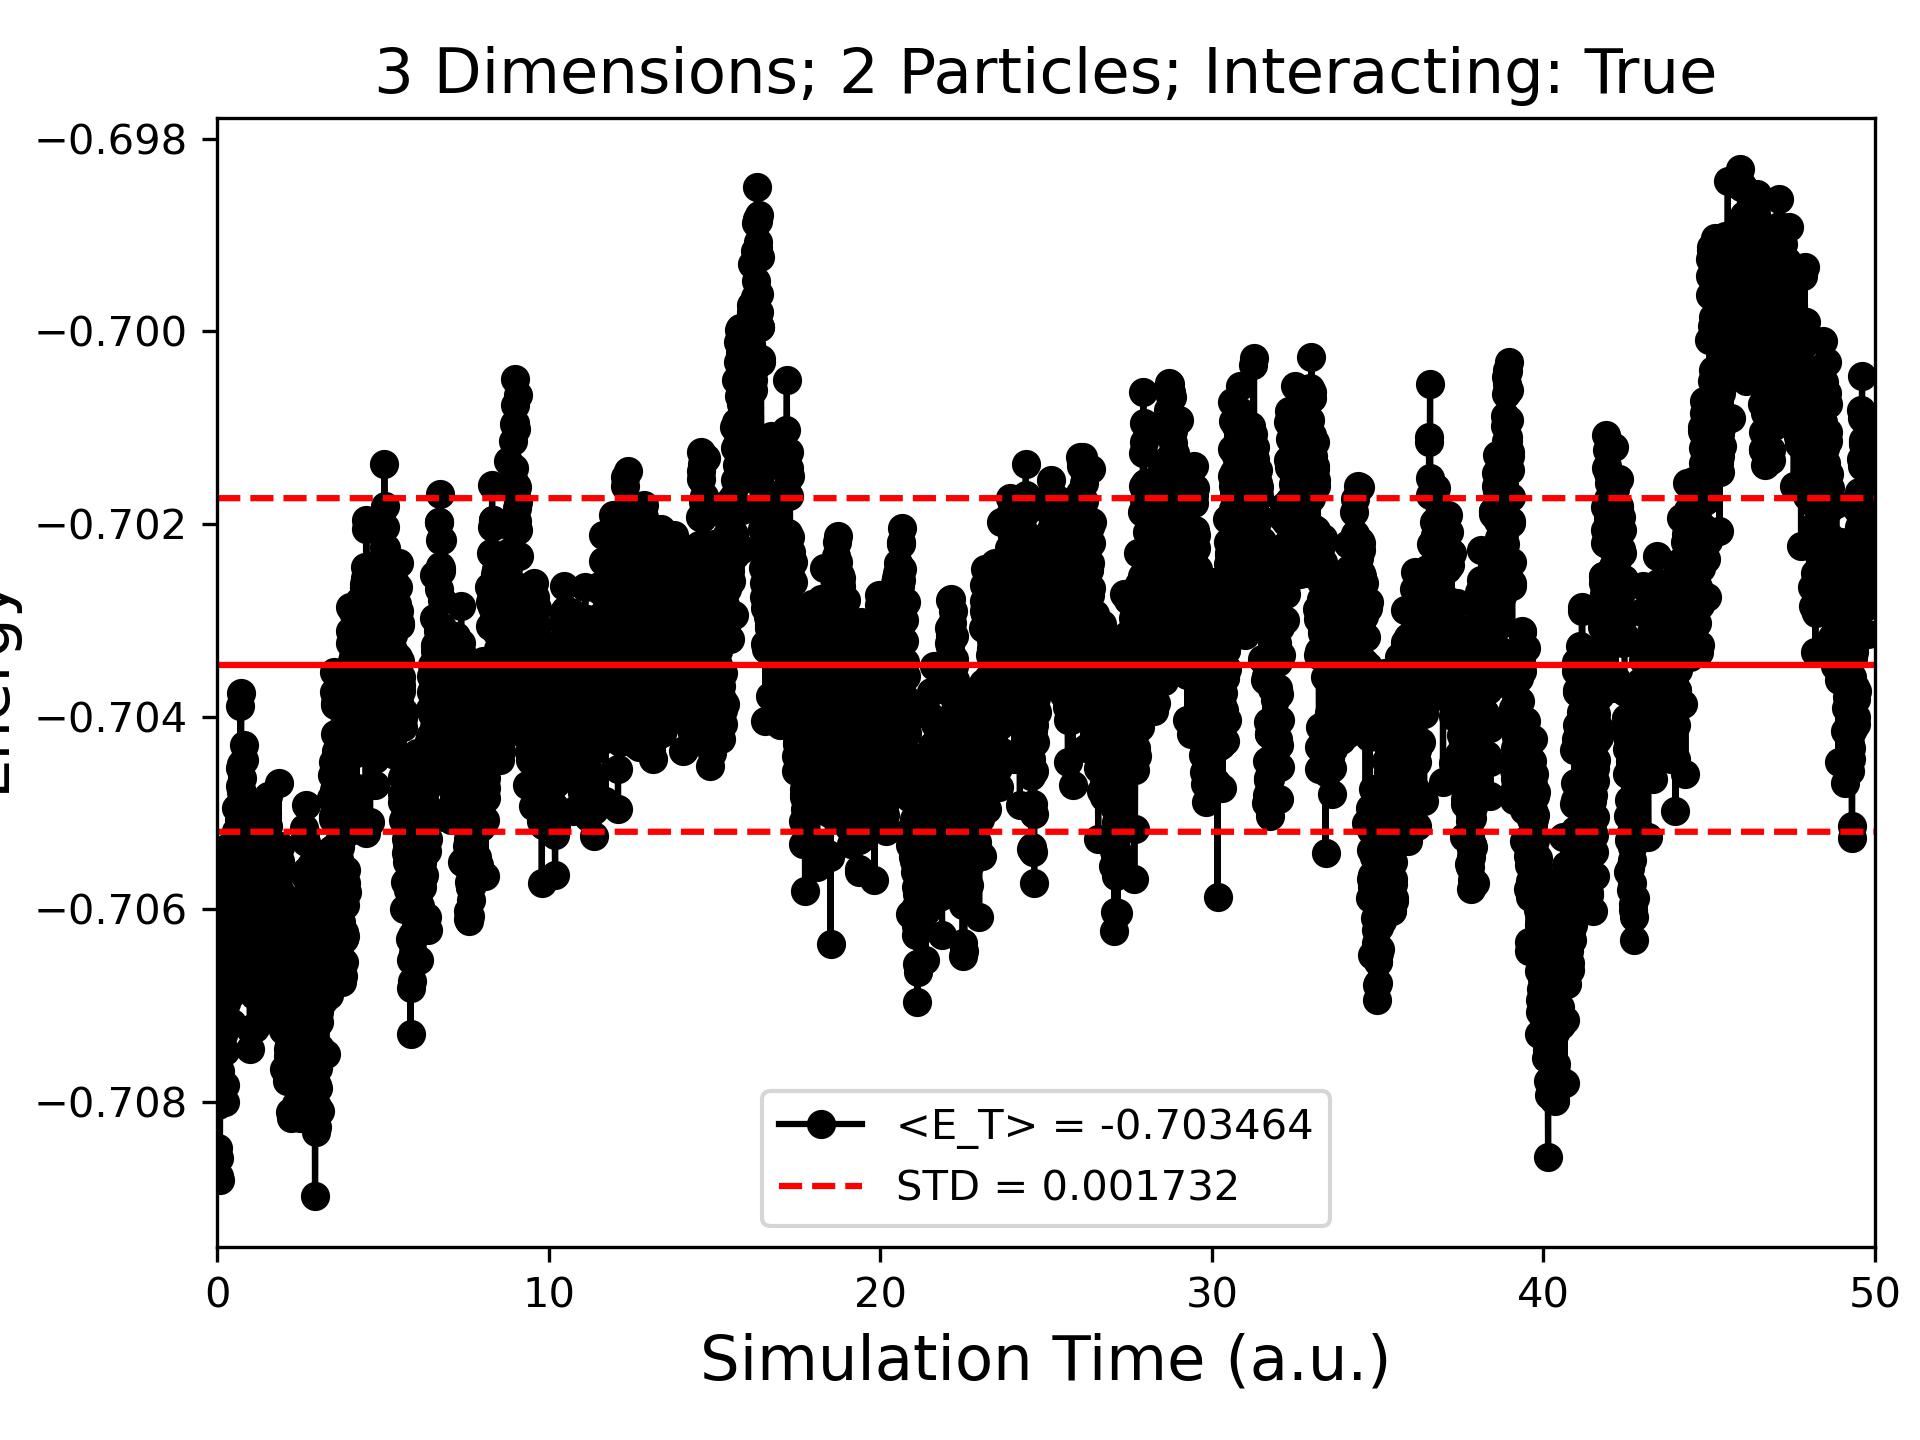 3 Dimensions; 2 Particles; Interacting: True
−0.698
−0.700
−0.702
−0.704
−0.706
−0.708
Energy
<E_T> = -0.703464
STD = 0.001732
0 10 20 30 40 50
Simulation Time (a.u.)